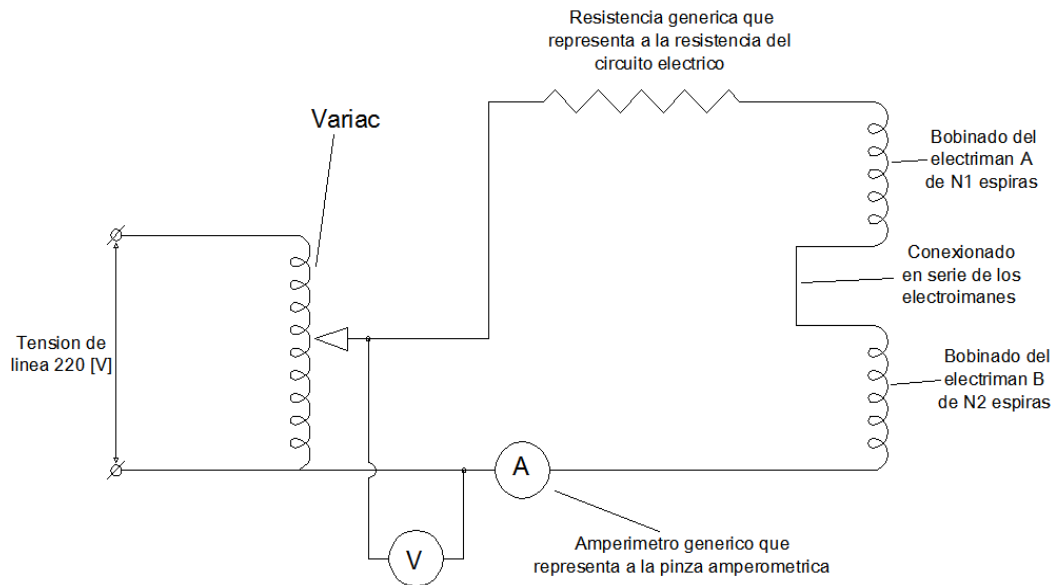 Resistencia generica que
representa a la resistencia del
circuito electrico
Variac
Bobinado del
electriman A
de N1 espiras
Conexionado
en serie de los
electroimanes
Tension de
linea 220 [V]
Bobinado del
electriman B
de N2 espiras
A
V
Amperimetro generico que
representa a la pinza amperometrica